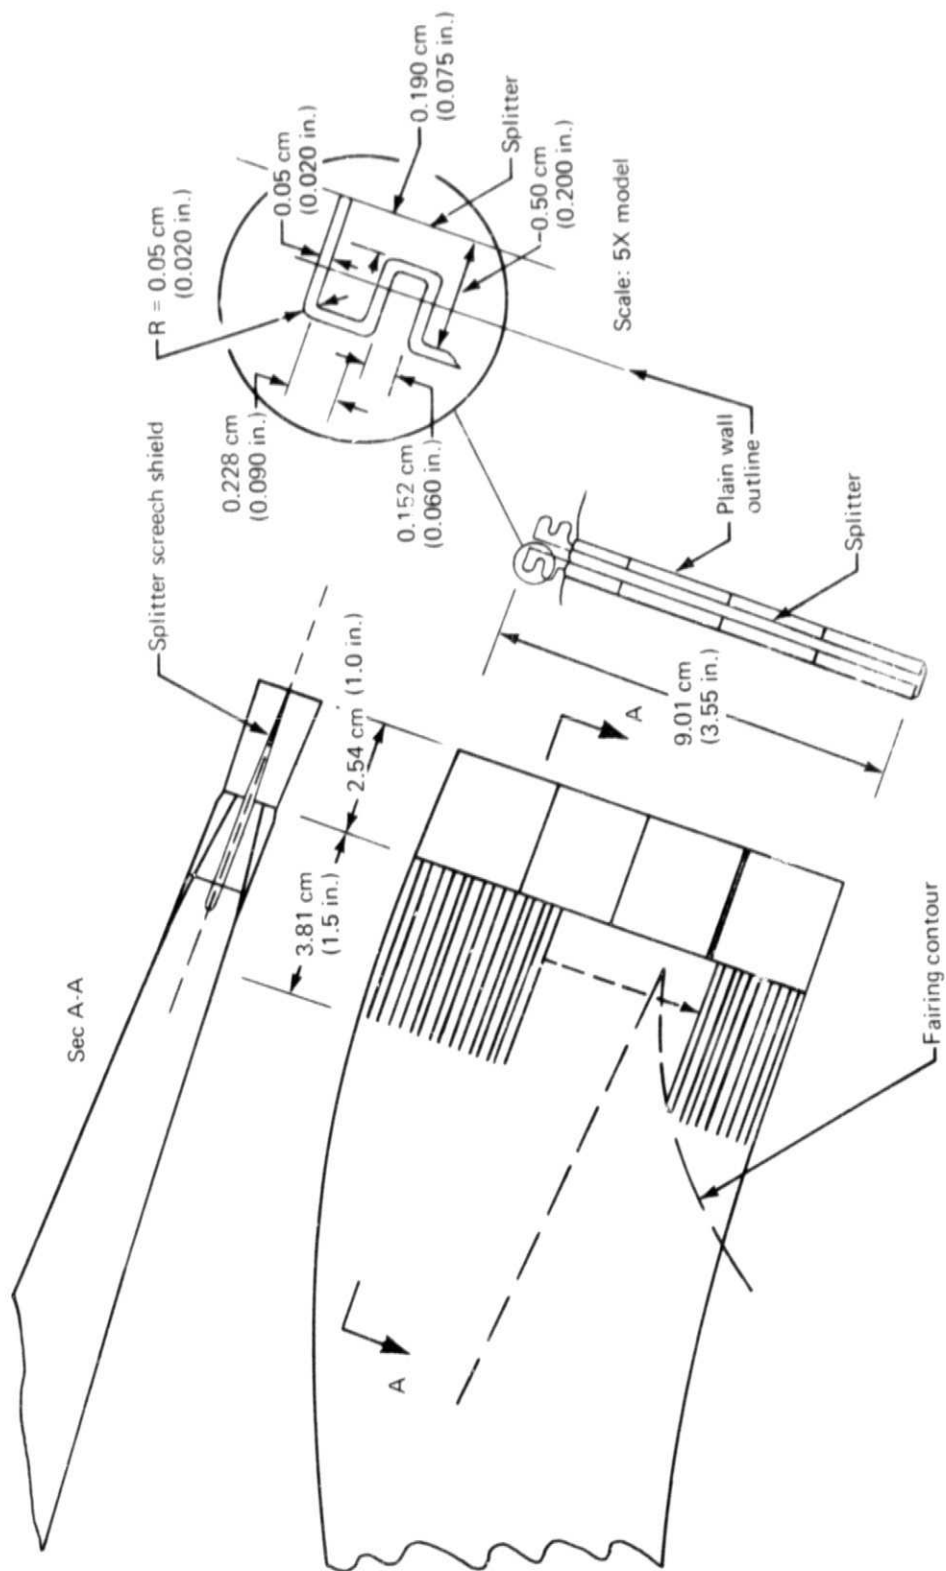 Sec A-A
Splitter screech shield
3.81 cm
(1.5 in.)
2.54 cm (1.0 in.)
A
A
Fairing contour
9.01 cm
(3.55 in.)
Plain wall
outline
Splitter
R = 0.05 cm
(0.020 in.)
0.05 cm
(0.020 in.)
0.190 cm
(0.075 in.)
Splitter
0.50 cm
(0.200 in.)
0.228 cm
(0.090 in.)
0.152 cm
(0.060 in.)
Scale: 5X model